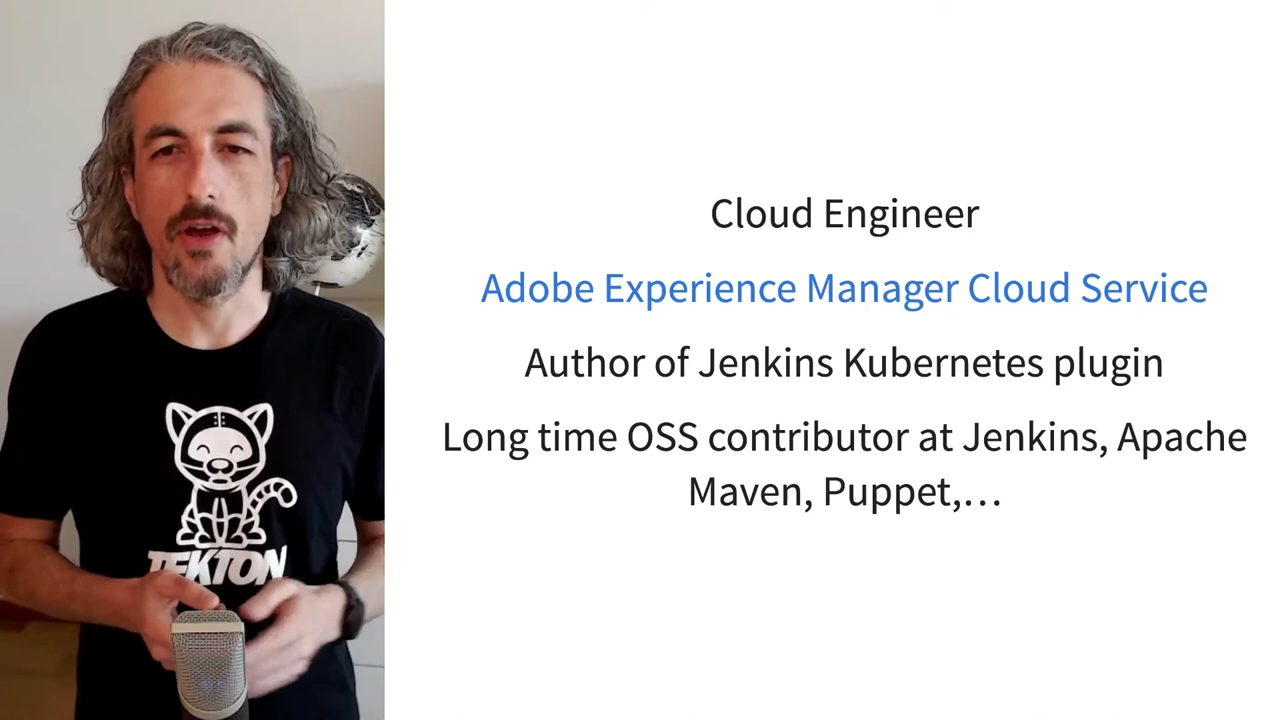 Cloud Engineer
Adobe Experience Manager Cloud Service
Author of Jenkins Kubernetes plugin
Long time OSS contributor at Jenkins, Apache
Maven, Puppet,…
TEKTON